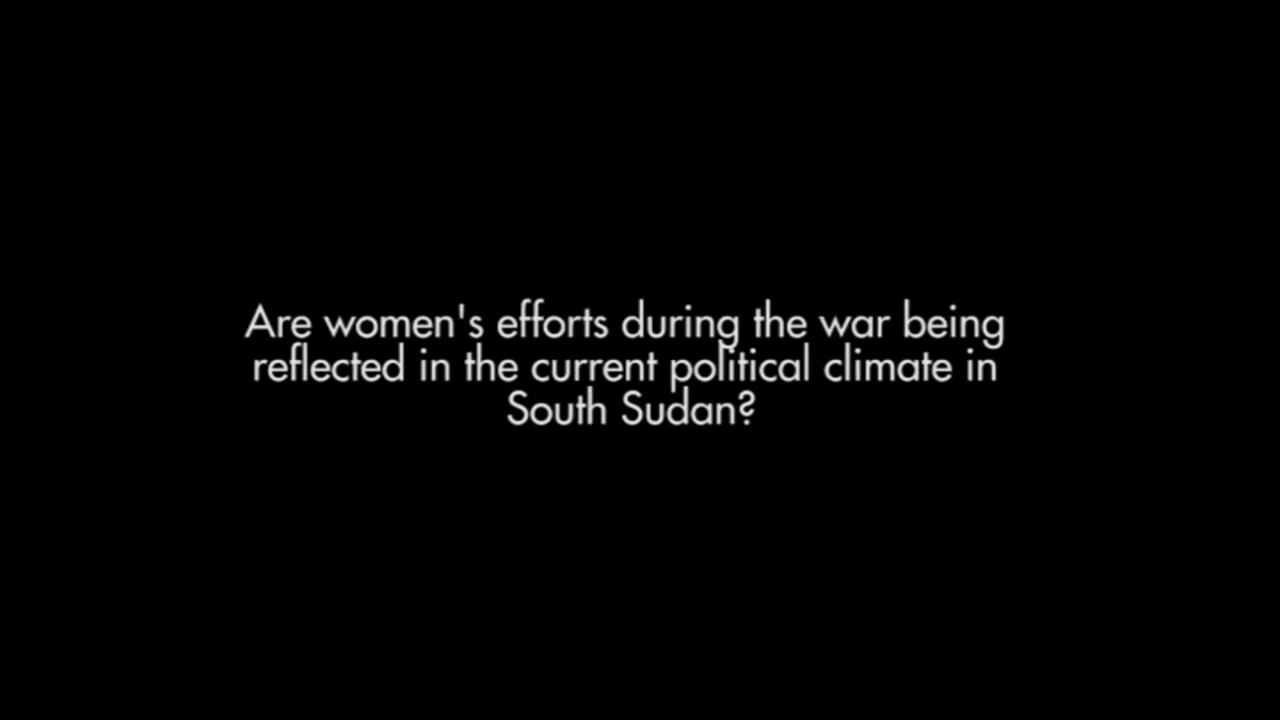 Are women's efforts during the war being
reflected in the current political climate in
South Sudan?